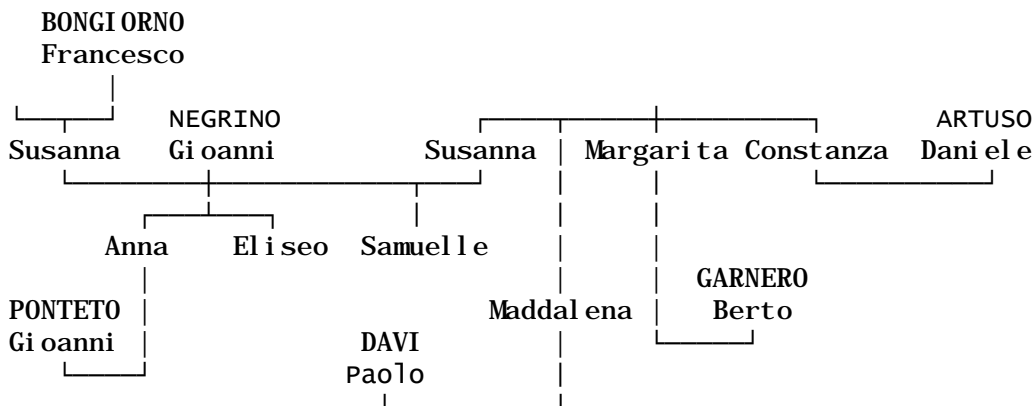 BONGIORNO
Francesco
NEGRINO ARTUSO
Susanna Gioanni Susanna Margarita Constanza Daniele
Anna Eliseo Samuelle
GARNERO
PONTETO Maddalena Berto
Gioanni DAVI
Paolo